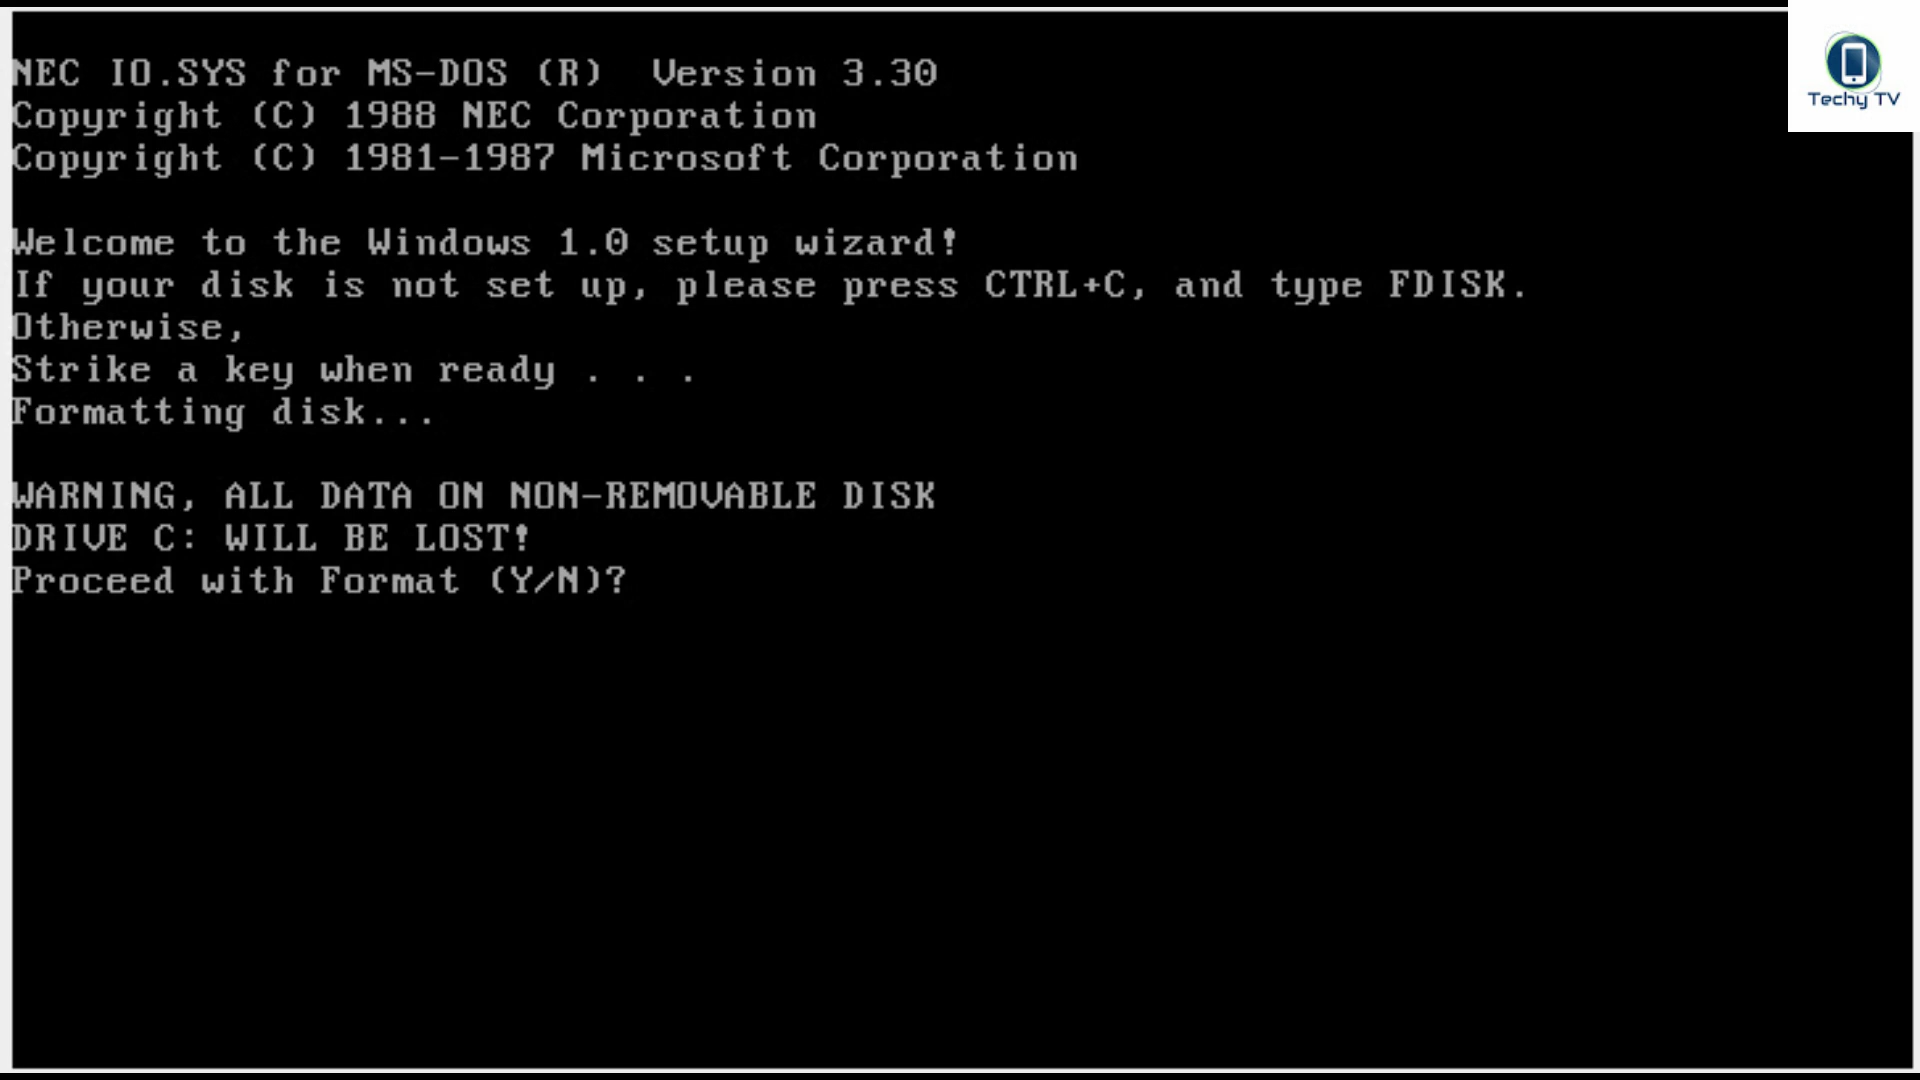 NEC IO.SYS for MS-DOS (R)  Version 3.30
Copyright (C) 1988 NEC Corporation
Copyright (C) 1981-1987 Microsoft Corporation
Welcome to the Windows 1.0 setup wizard!
If your disk is not set up, please press CTRL+C, and type FDISK.
Otherwise,
Strike a key when ready . . .
Formatting disk...
WARNING, ALL DATA ON NON-REMOVABLE DISK
DRIVE C: WILL BE LOST!
Proceed with Format (Y/N)?
Techy TV